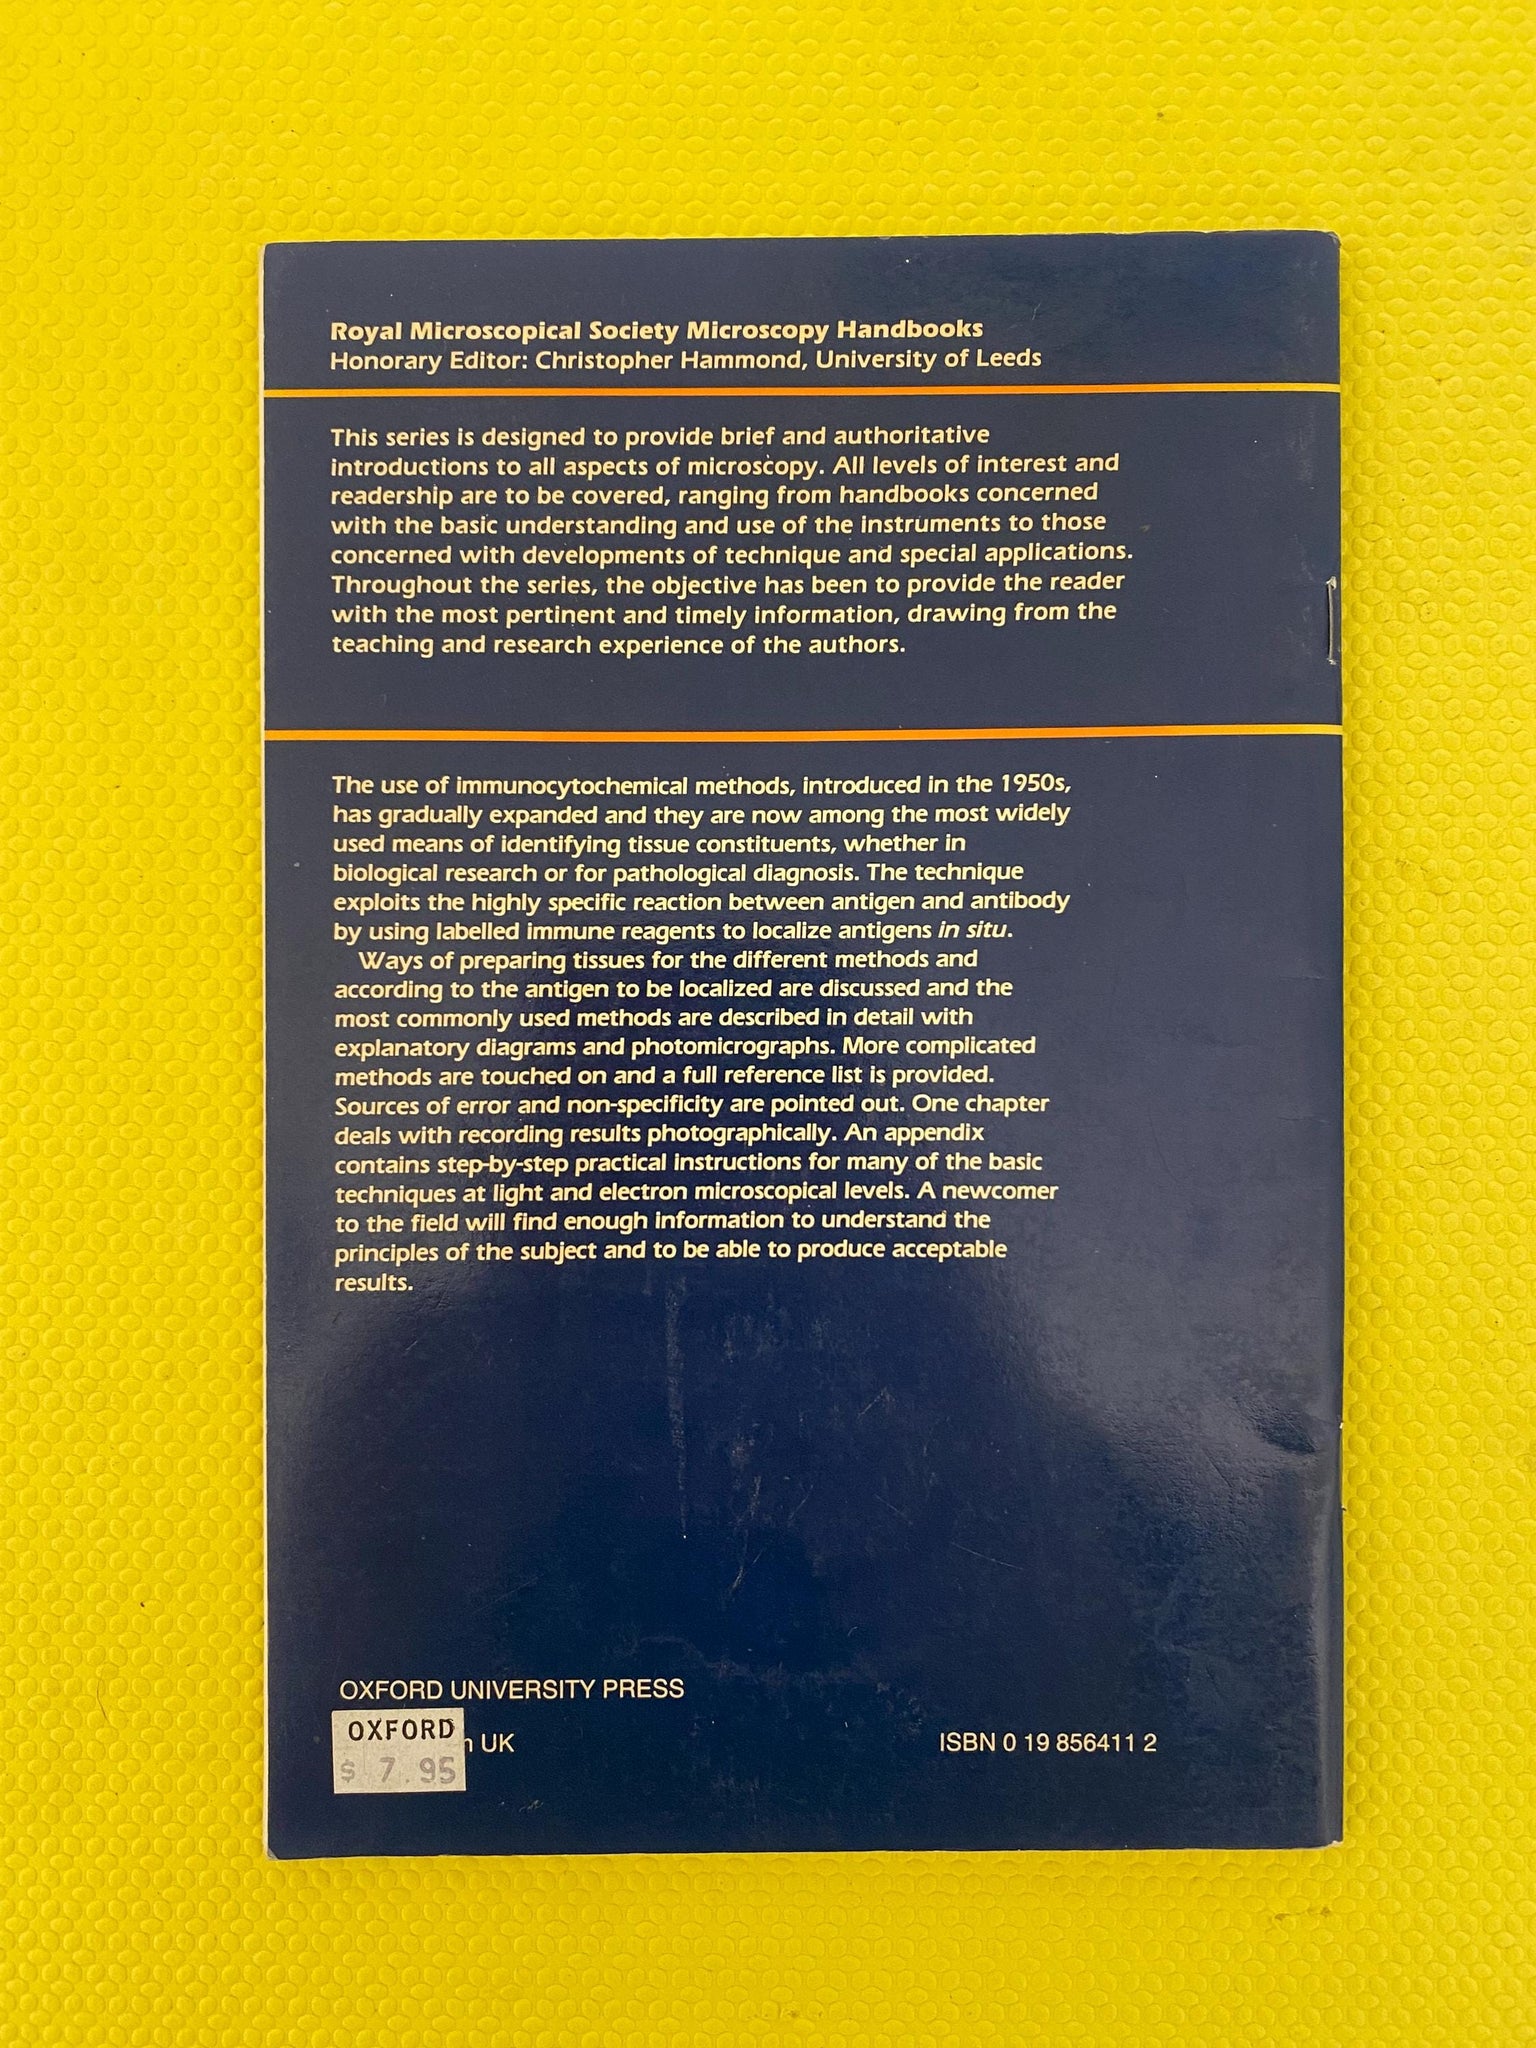 Royal Microscopical Society Microscopy Handbooks
Honorary Editor: Christopher Hammond, University of Leeds
This series is designed to provide brief and authoritative
introductions to all aspects of microscopy. All levels of interest and
readership are to be covered, ranging from handbooks concerned
with the basic understanding and use of the instruments to those
concerned with developments of technique and special applications.
Throughout the series, the objective has been to provide the reader
with the most pertinent and timely information, drawing from the
teaching and research experience of the authors.
The use of immunocytochemical methods, introduced in the 1950s,
has gradually expanded and they are now among the most widely
used means of identifying tissue constituents, whether in
biological research or for pathological diagnosis. The technique
exploits the highly specific reaction between antigen and antibody
by using labelled immune reagents to localize antigens in situ.
Ways of preparing tissues for the different methods and
according to the antigen to be localized are discussed and the
most commonly used methods are described in detail with
explanatory diagrams and photomicrographs. More complicated
methods are touched on and a full reference list is provided.
Sources of error and non-specificity are pointed out. One chapter
deals with recording results photographically. An appendix
contains step-by-step practical instructions for many of the basic
techniques at light and electron microscopical levels. A newcomer
to the field will find enough information to understand the
principles of the subject and to be able to produce acceptable
results.
OXFORD UNIVERSITY PRESS
OXFORD
UK ISBN 0 19 856411 2
$ 7.95